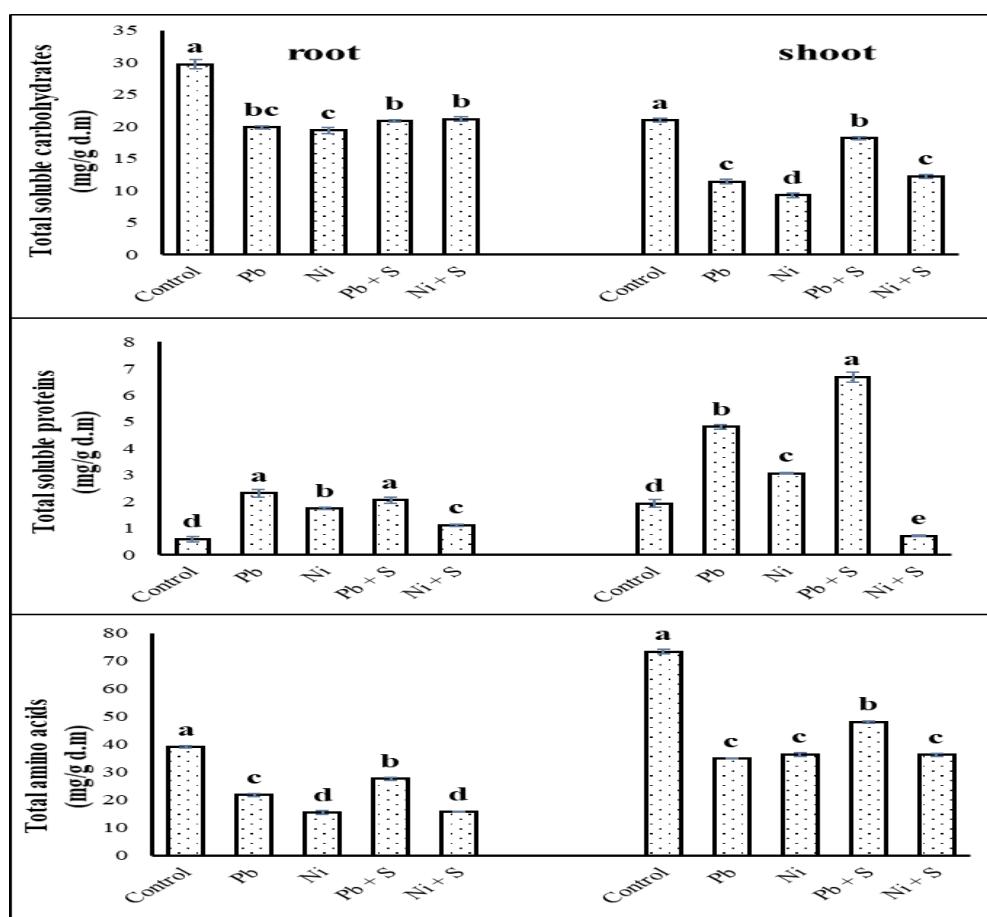 Total soluble carbohydrates
(mg/g d.m)
35
30
25
20
15
10
5
0
root
shoot
a
bc
c
b
b
a
c
d
b
c
Control
Pb
Ni
Pb + S
Ni + S
Control
Pb
Ni
Pb + S
Ni + S
Total soluble proteins
(mg/g d.m)
8
7
6
5
4
3
2
1
0
d
a
b
a
c
d
b
c
a
e
Control
Pb
Ni
Pb + S
Ni + S
Control
Pb
Ni
Pb + S
Ni + S
Total amino acids
(mg/g d.m)
80
70
60
50
40
30
20
10
0
a
c
d
b
d
a
c
c
b
c
Control
Pb
Ni
Pb + S
Ni + S
Control
Pb
Ni
Pb + S
Ni + S